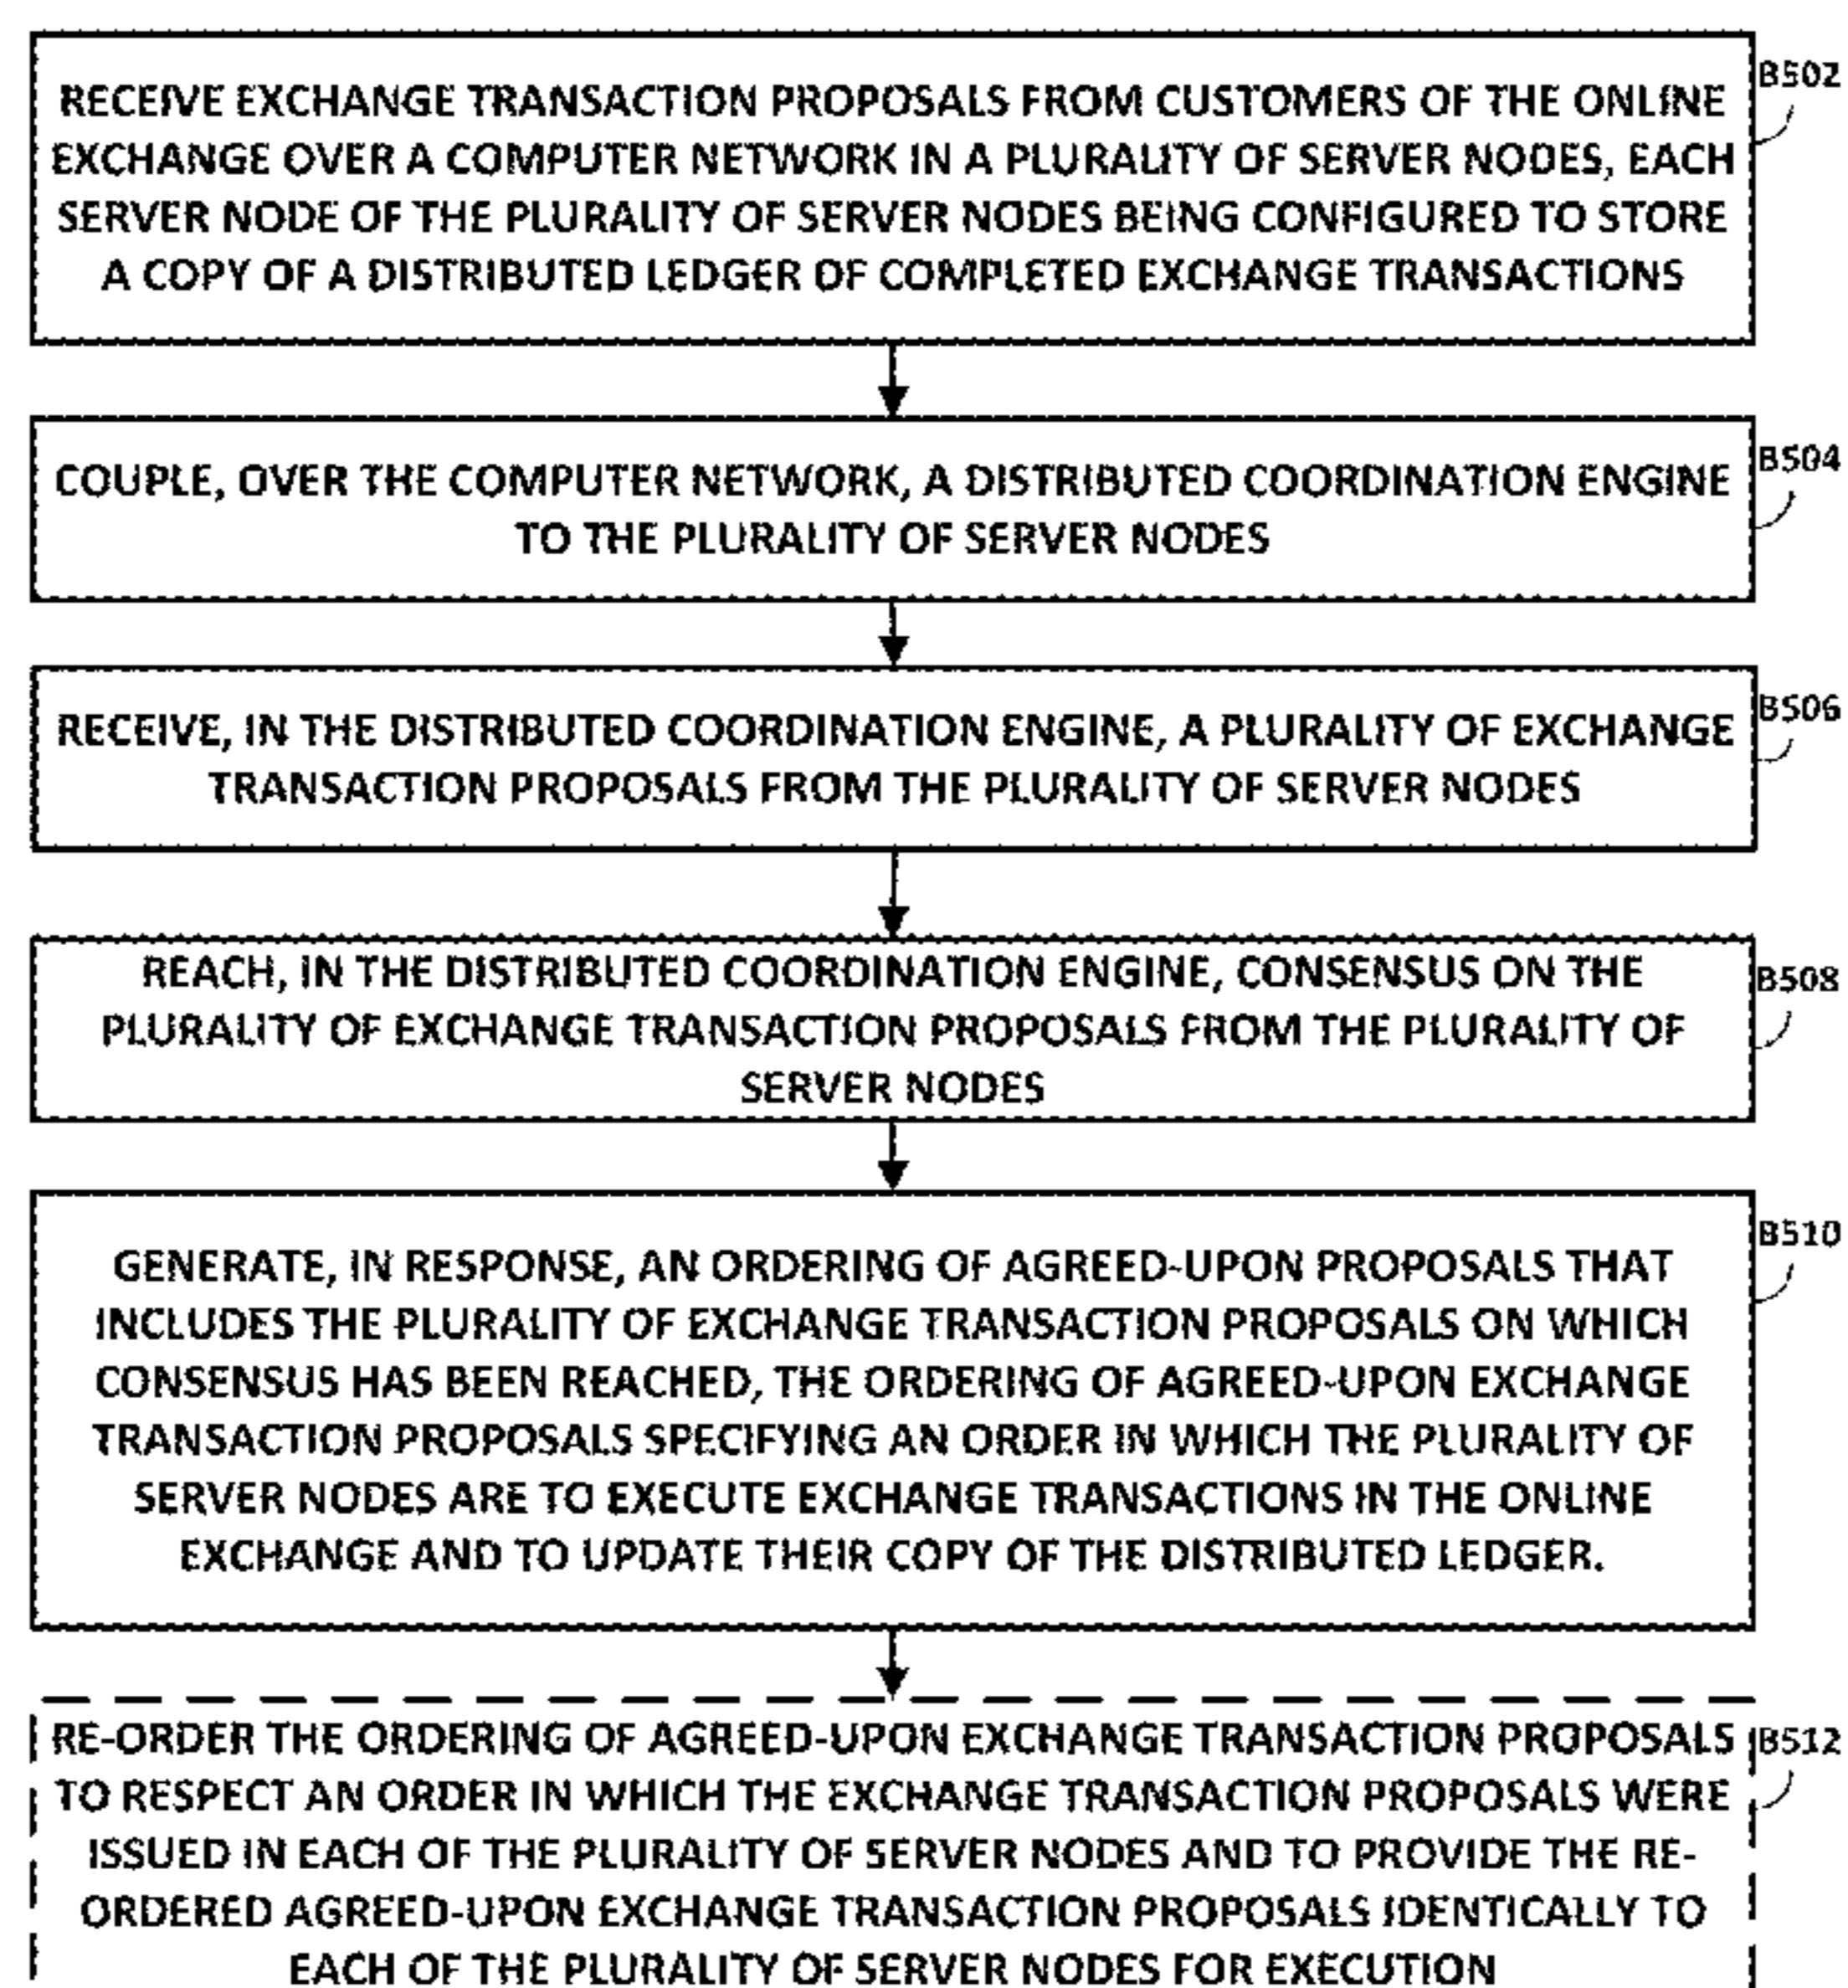 RECEIVE EXCHANGE TRANSACTION PROPOSALS FROM CUSTOMERS OF THE ONLINE
EXCHANGE OVER A COMPUTER NETWORK IN A PLURALITY OF SERVER NODES, EACH
SERVER NODE OF THE PLURALITY OF SERVER NODES BEING CONFIGURED TO STORE
A COPY OF A DISTRIBUTED LEDGER OF COMPLETED EXCHANGE TRANSACTIONS
B502
COUPLE, OVER THE COMPUTER NETWORK, A DISTRIBUTED COORDINATION ENGINE
TO THE PLURALITY OF SERVER NODES
B504
RECEIVE, IN THE DISTRIBUTED COORDINATION ENGINE, A PLURALITY OF EXCHANGE
TRANSACTION PROPOSALS FROM THE PLURALITY OF SERVER NODES
B506
REACH, IN THE DISTRIBUTED COORDINATION ENGINE, CONSENSUS ON THE
PLURALITY OF EXCHANGE TRANSACTION PROPOSALS FROM THE PLURALITY OF
SERVER NODES
B508
GENERATE, IN RESPONSE, AN ORDERING OF AGREED-UPON PROPOSALS THAT
INCLUDES THE PLURALITY OF EXCHANGE TRANSACTION PROPOSALS ON WHICH
CONSENSUS HAS BEEN REACHED, THE ORDERING OF AGREED-UPON EXCHANGE
TRANSACTION PROPOSALS SPECIFYING AN ORDER IN WHICH THE PLURALITY OF
SERVER NODES ARE TO EXECUTE EXCHANGE TRANSACTIONS IN THE ONLINE
EXCHANGE AND TO UPDATE THEIR COPY OF THE DISTRIBUTED LEDGER.
B510
RE-ORDER THE ORDERING OF AGREED-UPON EXCHANGE TRANSACTION PROPOSALS
TO RESPECT AN ORDER IN WHICH THE EXCHANGE TRANSACTION PROPOSALS WERE
ISSUED IN EACH OF THE PLURALITY OF SERVER NODES AND TO PROVIDE THE RE-
ORDERED AGREED-UPON EXCHANGE TRANSACTION PROPOSALS IDENTICALLY TO
EACH OF THE PLURALITY OF SERVER NODES FOR EXECUTION
B512